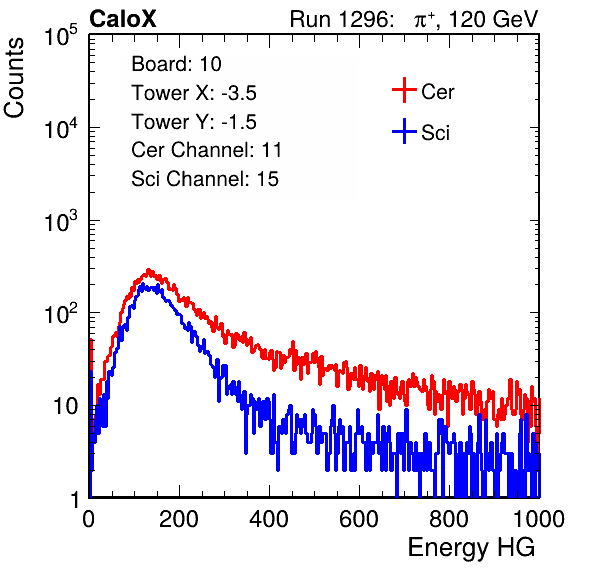 CaloX Run 1296: π⁺, 120 GeV
Counts
10⁵
10⁴
10³
10²
10
1
Board: 10
Tower X: -3.5
Tower Y: -1.5
Cer Channel: 11
Sci Channel: 15
Cer
Sci
0 200 400 600 800 1000
Energy HG